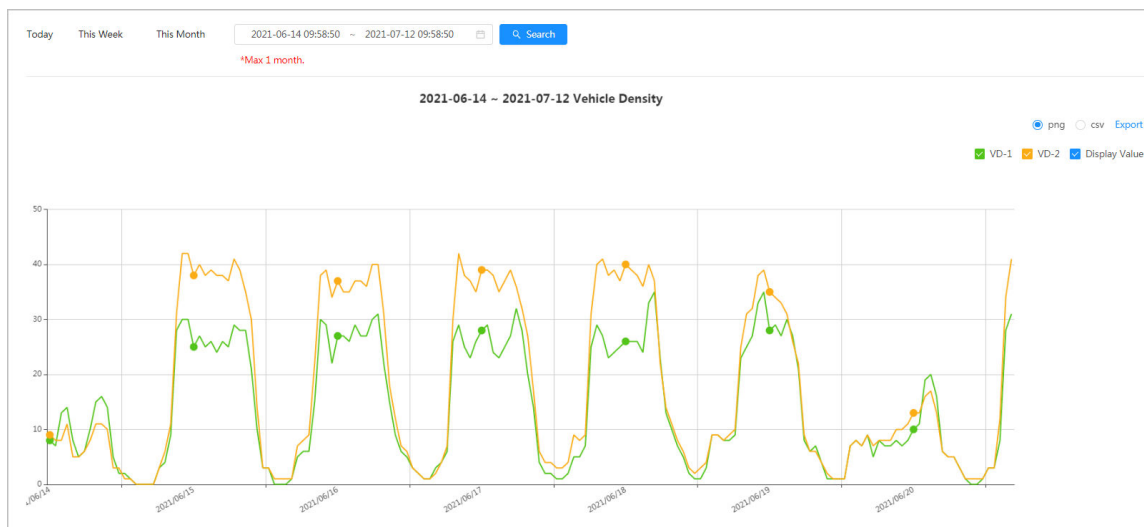 Today This Week This Month 2021-06-14 09:58:50 ~ 2021-07-12 09:58:50 Search
*Max 1 month.
2021-06-14 ~ 2021-07-12 Vehicle Density
png csv Export
VD-1 VD-2 Display Value
50
40
30
20
10
0
/06/14 2021/06/15 2021/06/16 2021/06/17 2021/06/18 2021/06/19 2021/06/20